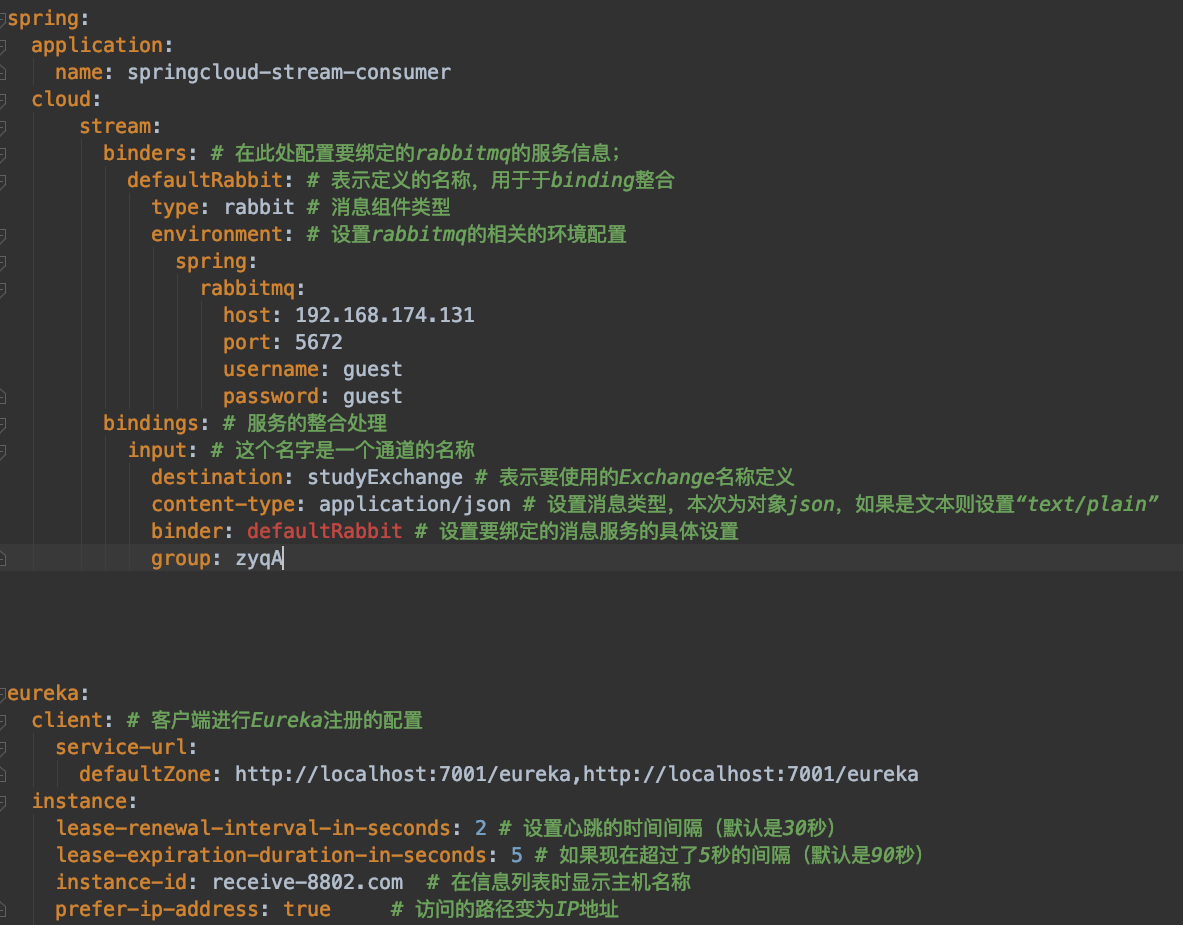 spring:
  application:
    name: springcloud-stream-consumer
  cloud:
      stream:
        binders: # 在此处配置要绑定的rabbitmq的服务信息;
          defaultRabbit: # 表示定义的名称，用于于binding整合
            type: rabbit # 消息组件类型
            environment: # 设置rabbitmq的相关的环境配置
              spring:
                rabbitmq:
                  host: 192.168.174.131
                  port: 5672
                  username: guest
                  password: guest
        bindings: # 服务的整合处理
          input: # 这个名字是一个通道的名称
            destination: studyExchange # 表示要使用的Exchange名称定义
            content-type: application/json # 设置消息类型，本次为对象json，如果是文本则设置“text/plain”
            binder: defaultRabbit # 设置要绑定的消息服务的具体设置
            group: zyqA
eureka:
  client: # 客户端进行Eureka注册的配置
    service-url:
      defaultZone: http://localhost:7001/eureka,http://localhost:7001/eureka
  instance:
    lease-renewal-interval-in-seconds: 2 # 设置心跳的时间间隔（默认是30秒）
    lease-expiration-duration-in-seconds: 5 # 如果现在超过了5秒的间隔（默认是90秒）
    instance-id: receive-8802.com  # 在信息列表时显示主机名称
    prefer-ip-address: true     # 访问的路径变为IP地址